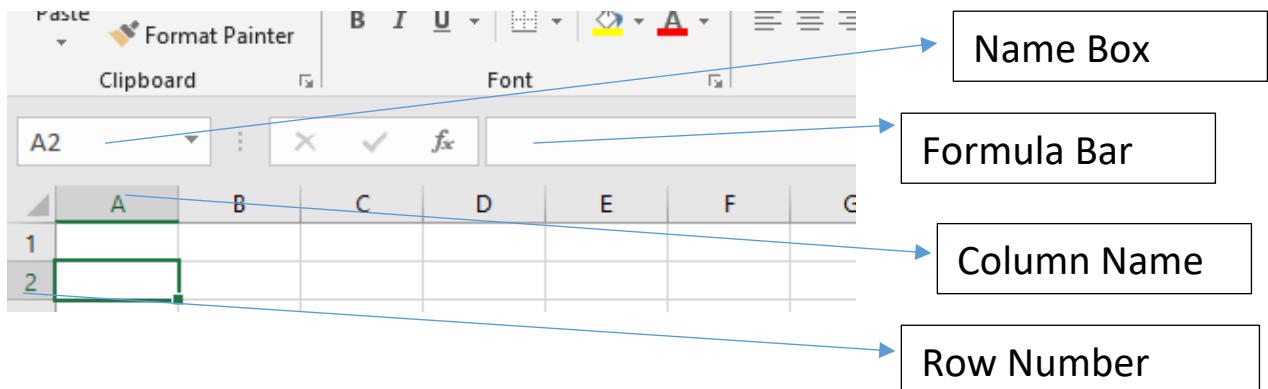 Paste
Format Painter
B I U A
Clipboard
Font
Name Box
A2
fx
Formula Bar
A B C D E F G
1
2
Column Name
Row Number